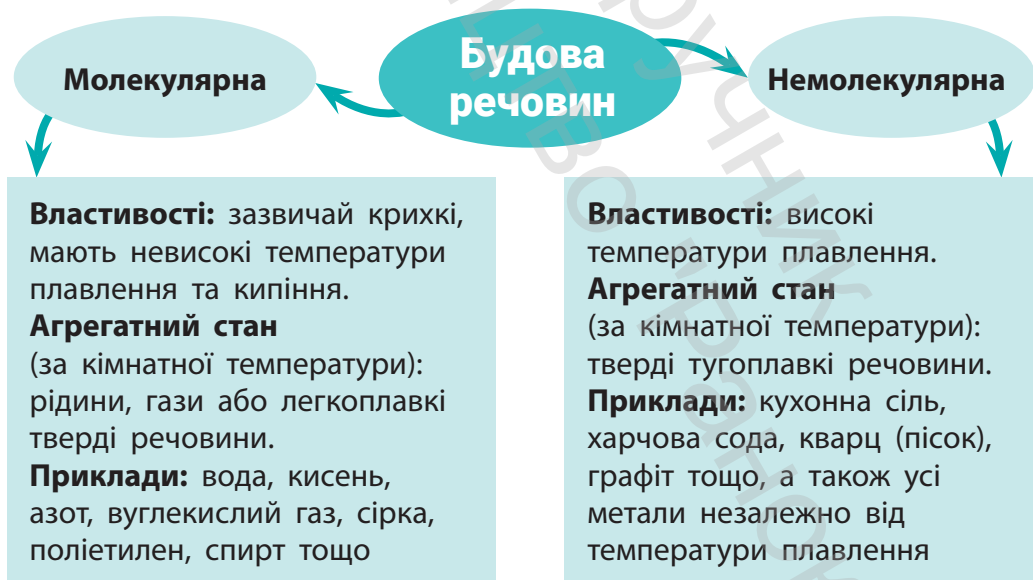 Будова
речовин
Молекулярна
Немолекулярна
Властивості: зазвичай крихкі,
мають невисокі температури
плавлення та кипіння.
Агрегатний стан
(за кімнатної температури):
рідини, гази або легкоплавкі
тверді речовини.
Приклади: вода, кисень,
азот, вуглекислий газ, сірка,
поліетилен, спирт тощо
Властивості: високі
температури плавлення.
Агрегатний стан
(за кімнатної температури):
тверді тугоплавкі речовини.
Приклади: кухонна сіль,
харчова сода, кварц (пісок),
графіт тощо, а також усі
метали незалежно від
температури плавлення